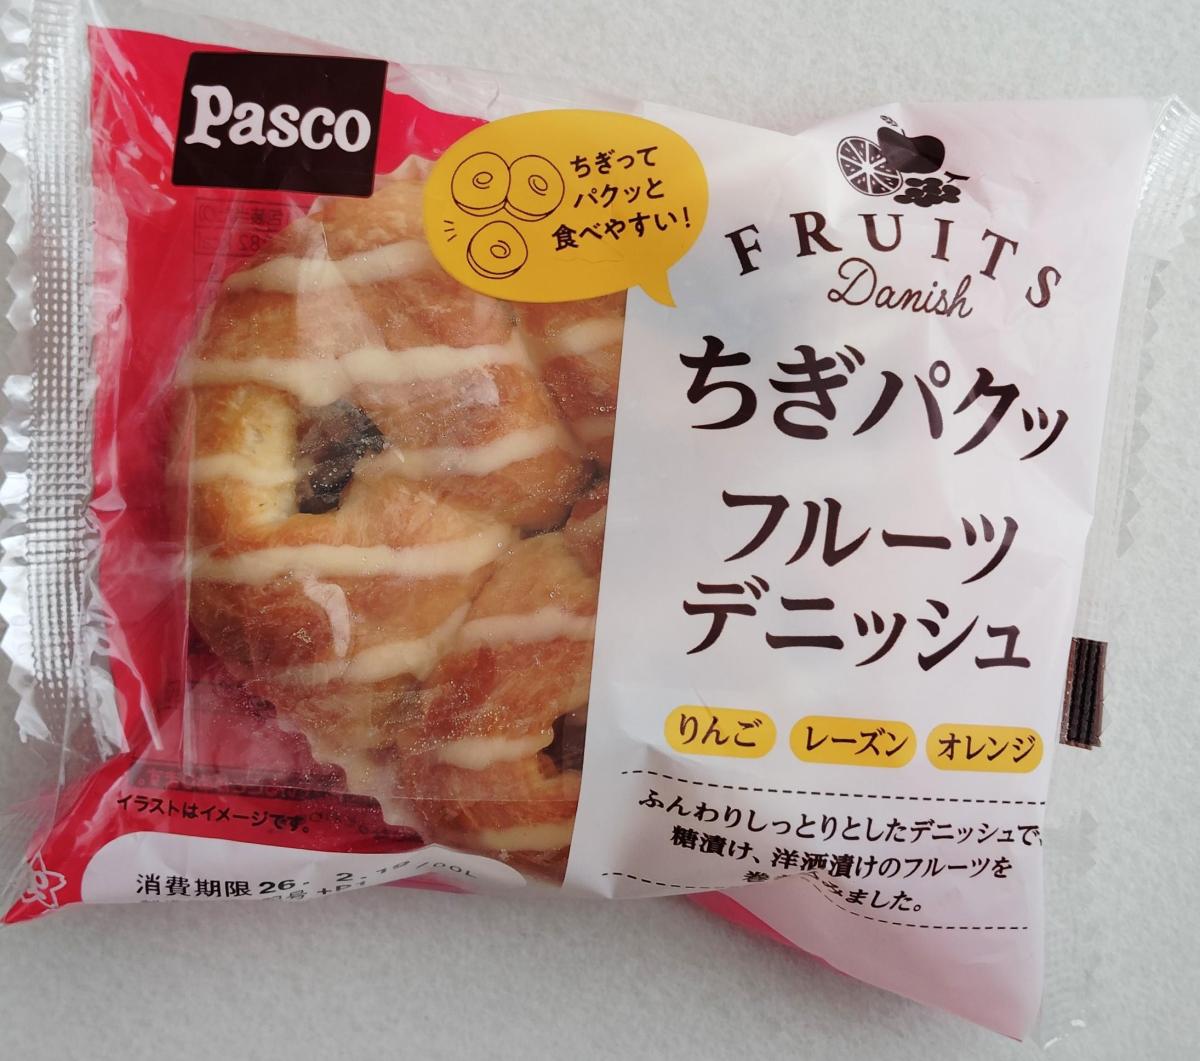 Pasco
ちぎって
パクッと
食べやすい!
FRUITS
Danish
ちぎパクッ
フルーツ
デニッシュ
りんご レーズン オレンジ
ふんわりしっとりとしたデニッシュで、
糖漬け、洋酒漬けのフルーツを
みました。
イラストはイメージです。
消費期限 26. 2.